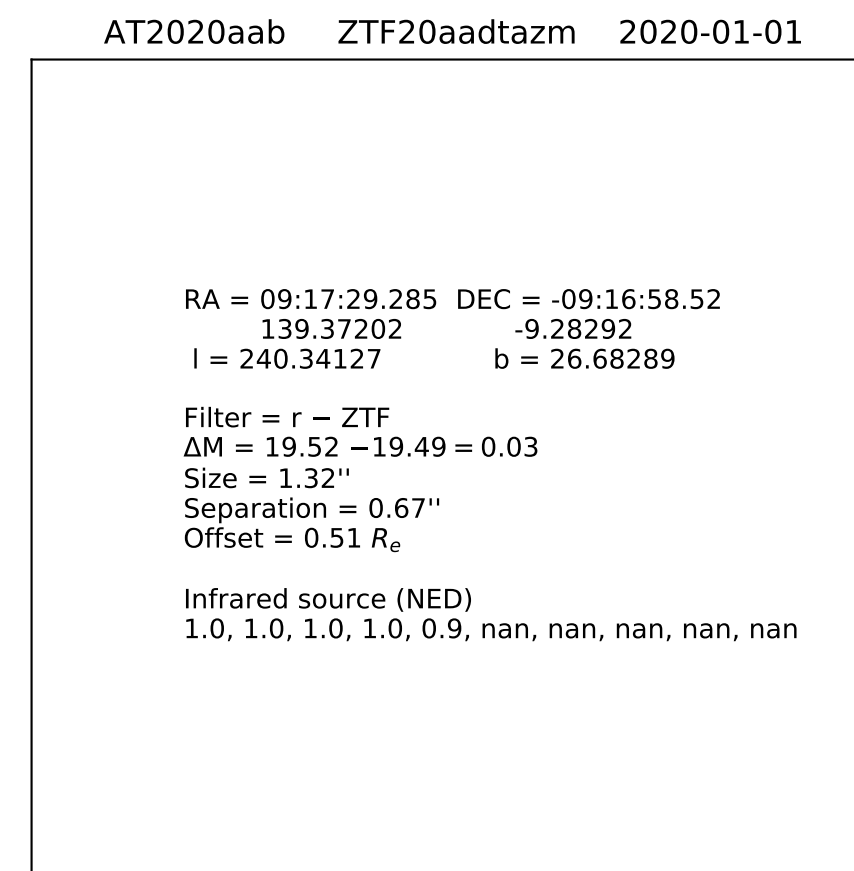 AT2020aab ZTF20aadtazm 2020-01-01
RA = 09:17:29.285 DEC = -09:16:58.52
139.37202 -9.28292
l = 240.34127 b = 26.68289
Filter = r − ZTF
ΔM = 19.52 −19.49 = 0.03
Size = 1.32''
Separation = 0.67''
Offset = 0.51 Re
Infrared source (NED)
1.0, 1.0, 1.0, 1.0, 0.9, nan, nan, nan, nan, nan